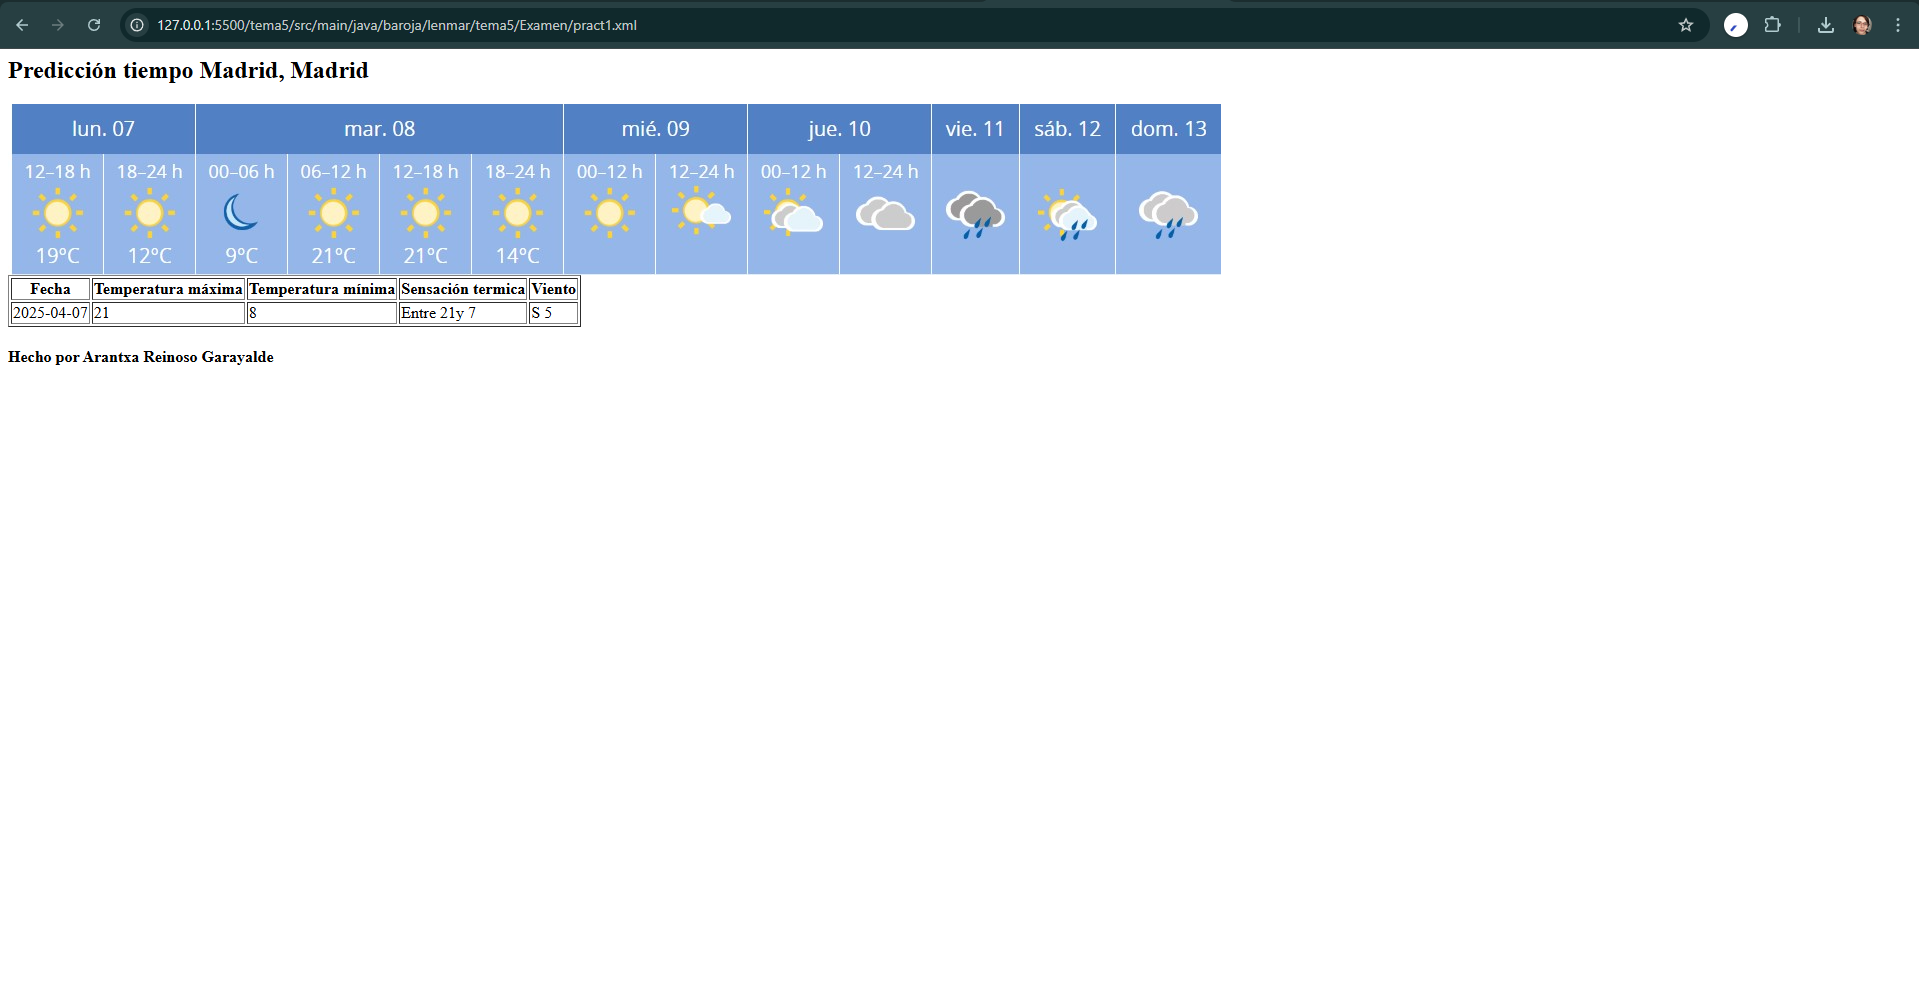 127.0.0.1:5500/tema5/src/main/java/baroja/lenmar/tema5/Examen/pract1.xml
Predicción tiempo Madrid, Madrid
lun. 07 mar. 08 mié. 09 jue. 10 vie. 11 sáb. 12 dom. 13
12–18 h 18–24 h 00–06 h 06–12 h 12–18 h 18–24 h 00–12 h 12–24 h 00–12 h 12–24 h
19°C 12°C 9°C 21°C 21°C 14°C
Fecha Temperatura máxima Temperatura mínima Sensación termica Viento
2025-04-07 21 8 Entre 21y 7 S 5
Hecho por Arantxa Reinoso Garayalde